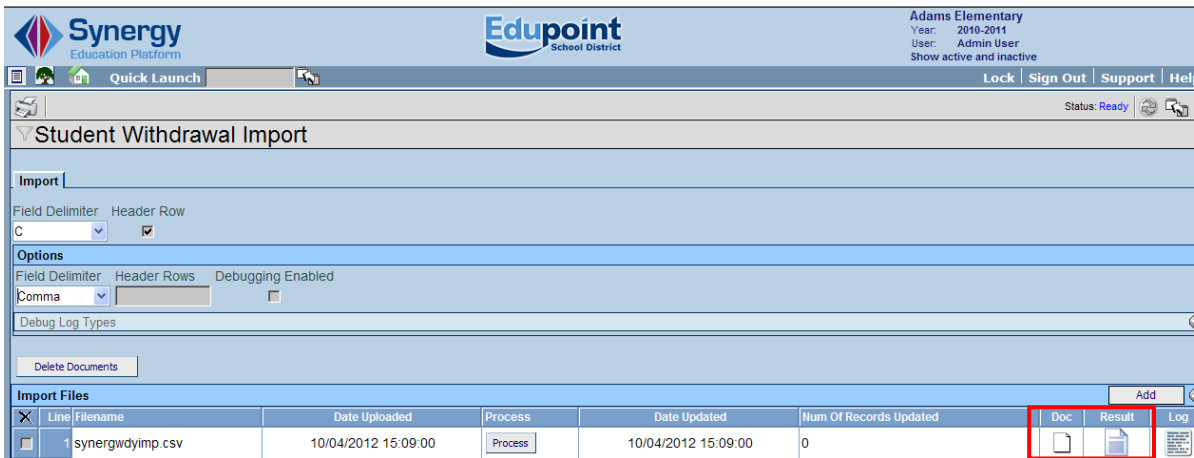 Synergy
Education Platform
Edupoint
School District
Adams Elementary
Year: 2010-2011
User: Admin User
Show active and inactive
Quick Launch
Lock Sign Out Support Help
Status: Ready
Student Withdrawal Import
Import
Field Delimiter Header Row
C
Options
Field Delimiter Header Rows Debugging Enabled
Comma
Debug Log Types
Delete Documents
Import Files Add
X Line Filename Date Uploaded Process Date Updated Num Of Records Updated Doc Result Log
1 synergwdyimp.csv 10/04/2012 15:09:00 Process 10/04/2012 15:09:00 0